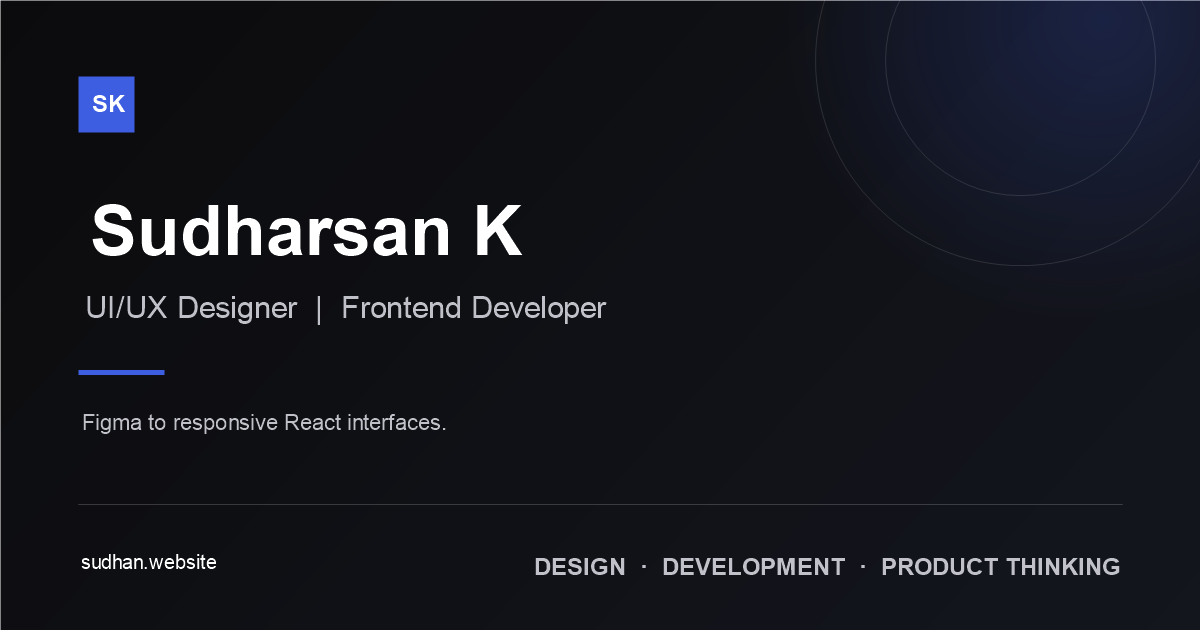 SK
Sudharsan K
UI/UX Designer | Frontend Developer
Figma to responsive React interfaces.
sudhan.website
DESIGN · DEVELOPMENT · PRODUCT THINKING